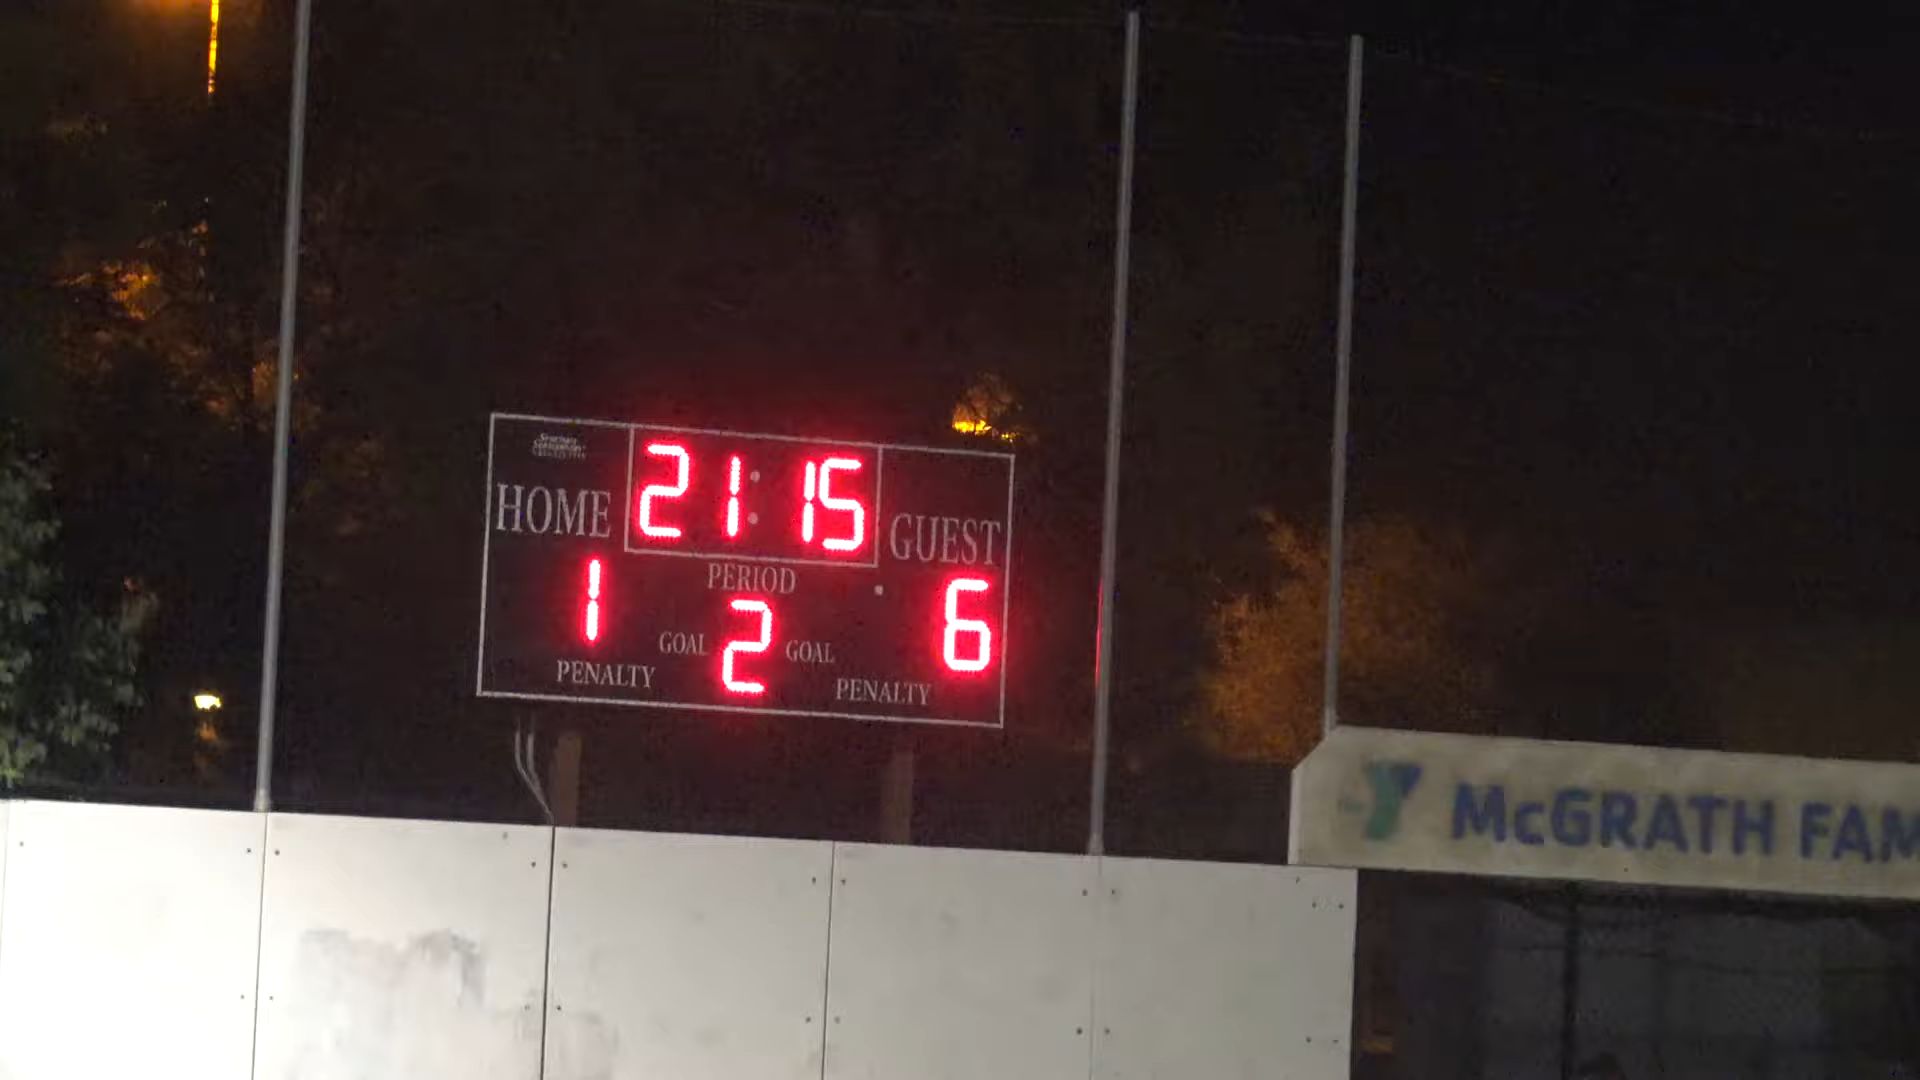 21:15
HOME
GUEST
PERIOD
1
2
6
GOAL
GOAL
PENALTY
PENALTY
McGRATH FAM